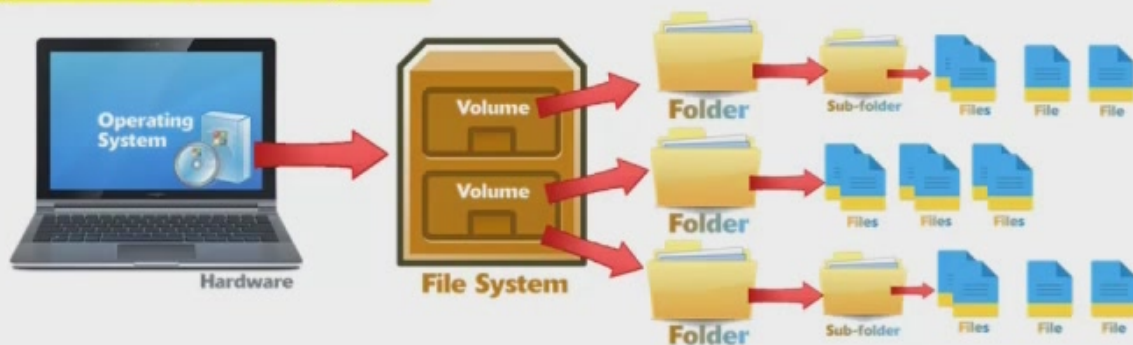 Operating
System
Hardware
Volume
Volume
File System
Folder
Sub-folder
Files
File
File
Folder
Files
Files
Files
Folder
Sub-folder
Files
File
File